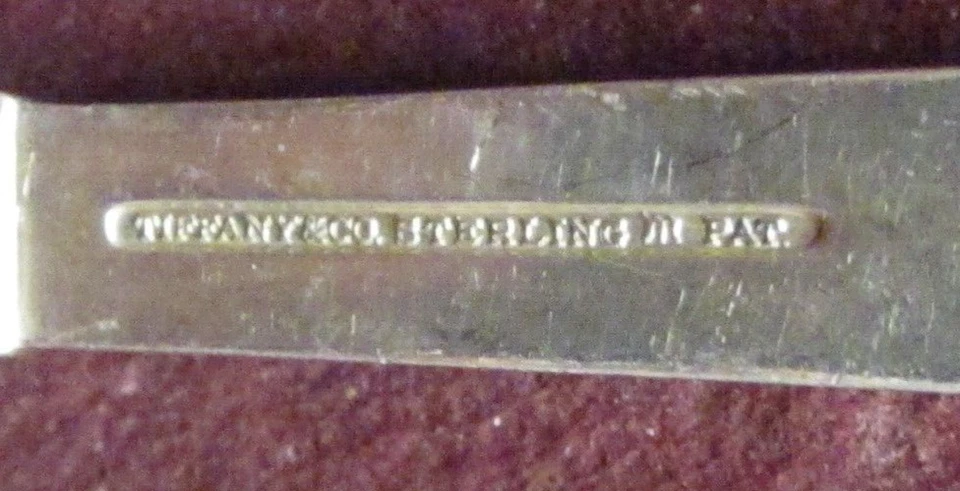 TIFFANY&CO. STERLING m PAT.